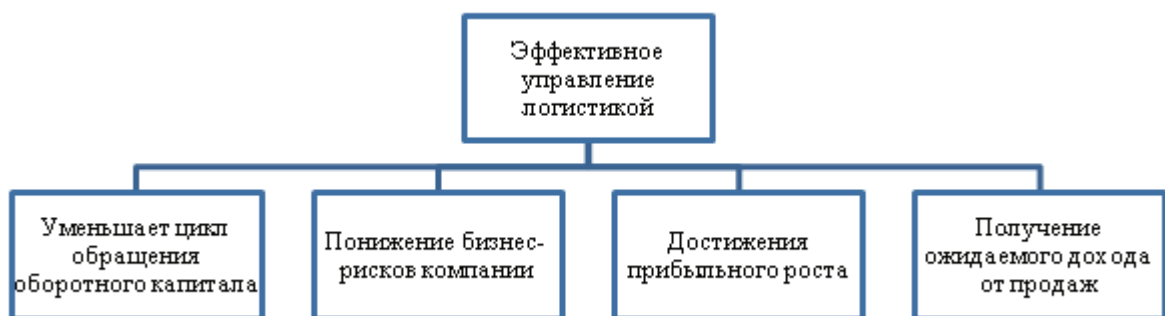 Эффективное
управление
логистикой
Уменьшает цикл
обращения
оборотного капитала
Понижение бизнес-
рисков компании
Достижения
прибыльного роста
Получение
ожидаемого дохода
от продаж